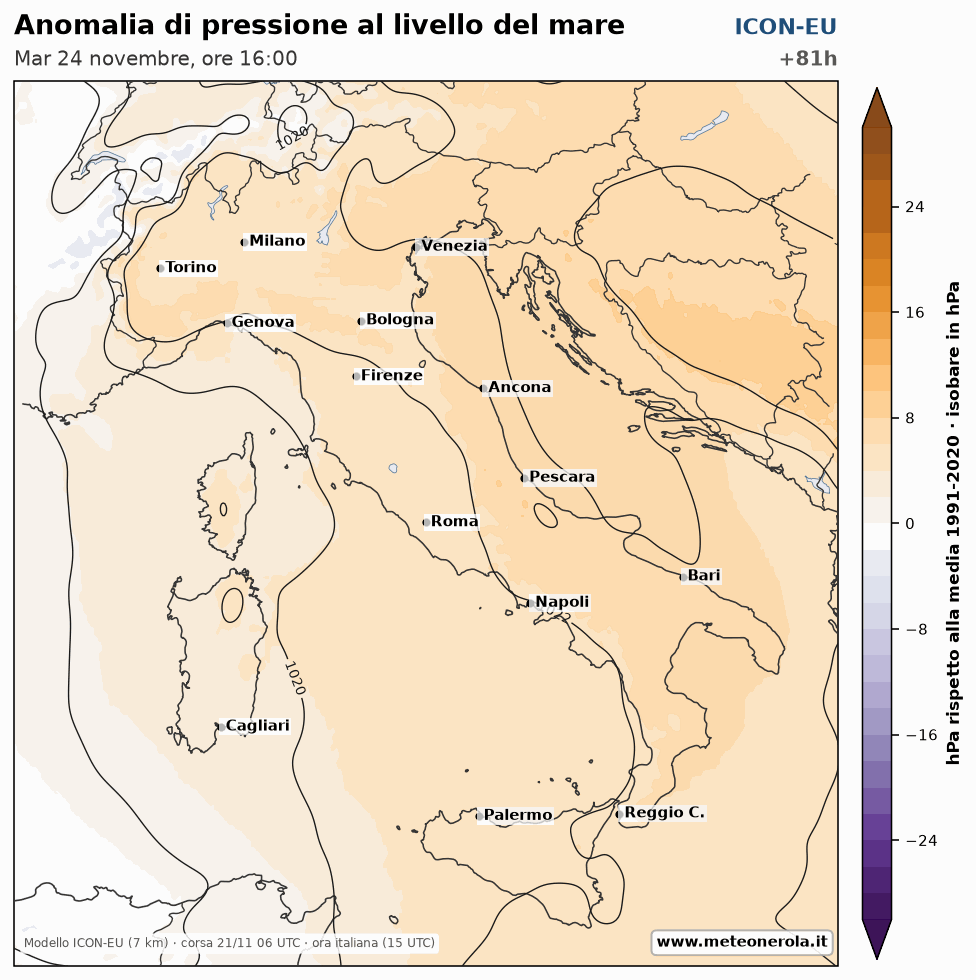 Anomalia di pressione al livello del mare
ICON-EU
Mar 24 novembre, ore 16:00
+81h
1020
Milano
Venezia
Torino
Genova
Bologna
Firenze
Ancona
Pescara
Roma
Bari
Napoli
1020
Cagliari
Palermo
Reggio C.
24
16
8
0
−8
−16
−24
hPa rispetto alla media 1991-2020 · isobare in hPa
Modello ICON-EU (7 km) · corsa 21/11 06 UTC · ora italiana (15 UTC)
www.meteonerola.it